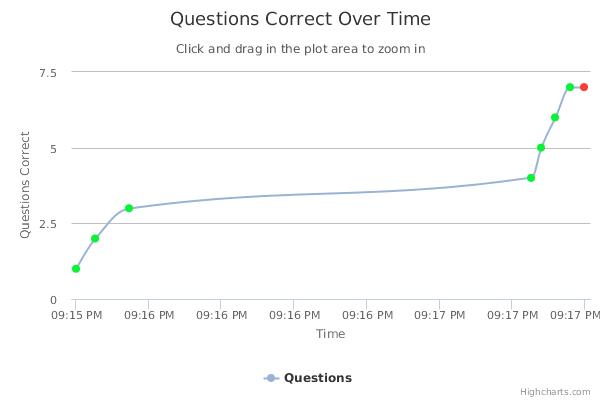 Questions Correct Over Time
Click and drag in the plot area to zoom in
7.5
5
2.5
0
Questions Correct
09:15 PM 09:16 PM 09:16 PM 09:16 PM 09:16 PM 09:17 PM 09:17 PM 09:17 PM
Time
Questions
Highcharts.com